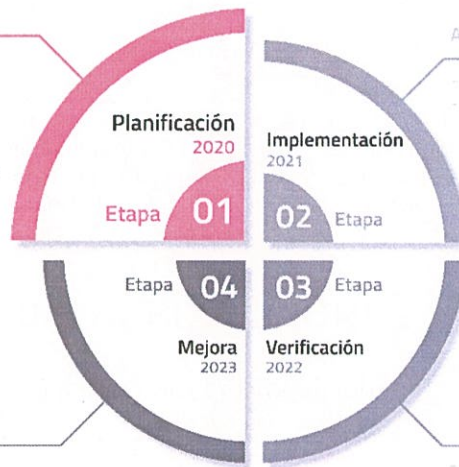 Planificación
2020
Etapa 01
Implementación
2021
02 Etapa
Etapa 04
Mejora
2023
03 Etapa
Verificación
2022